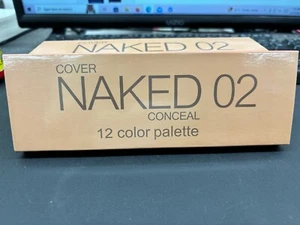 NAKED 02
COVER
NAKED 02
CONCEAL
12 color palette